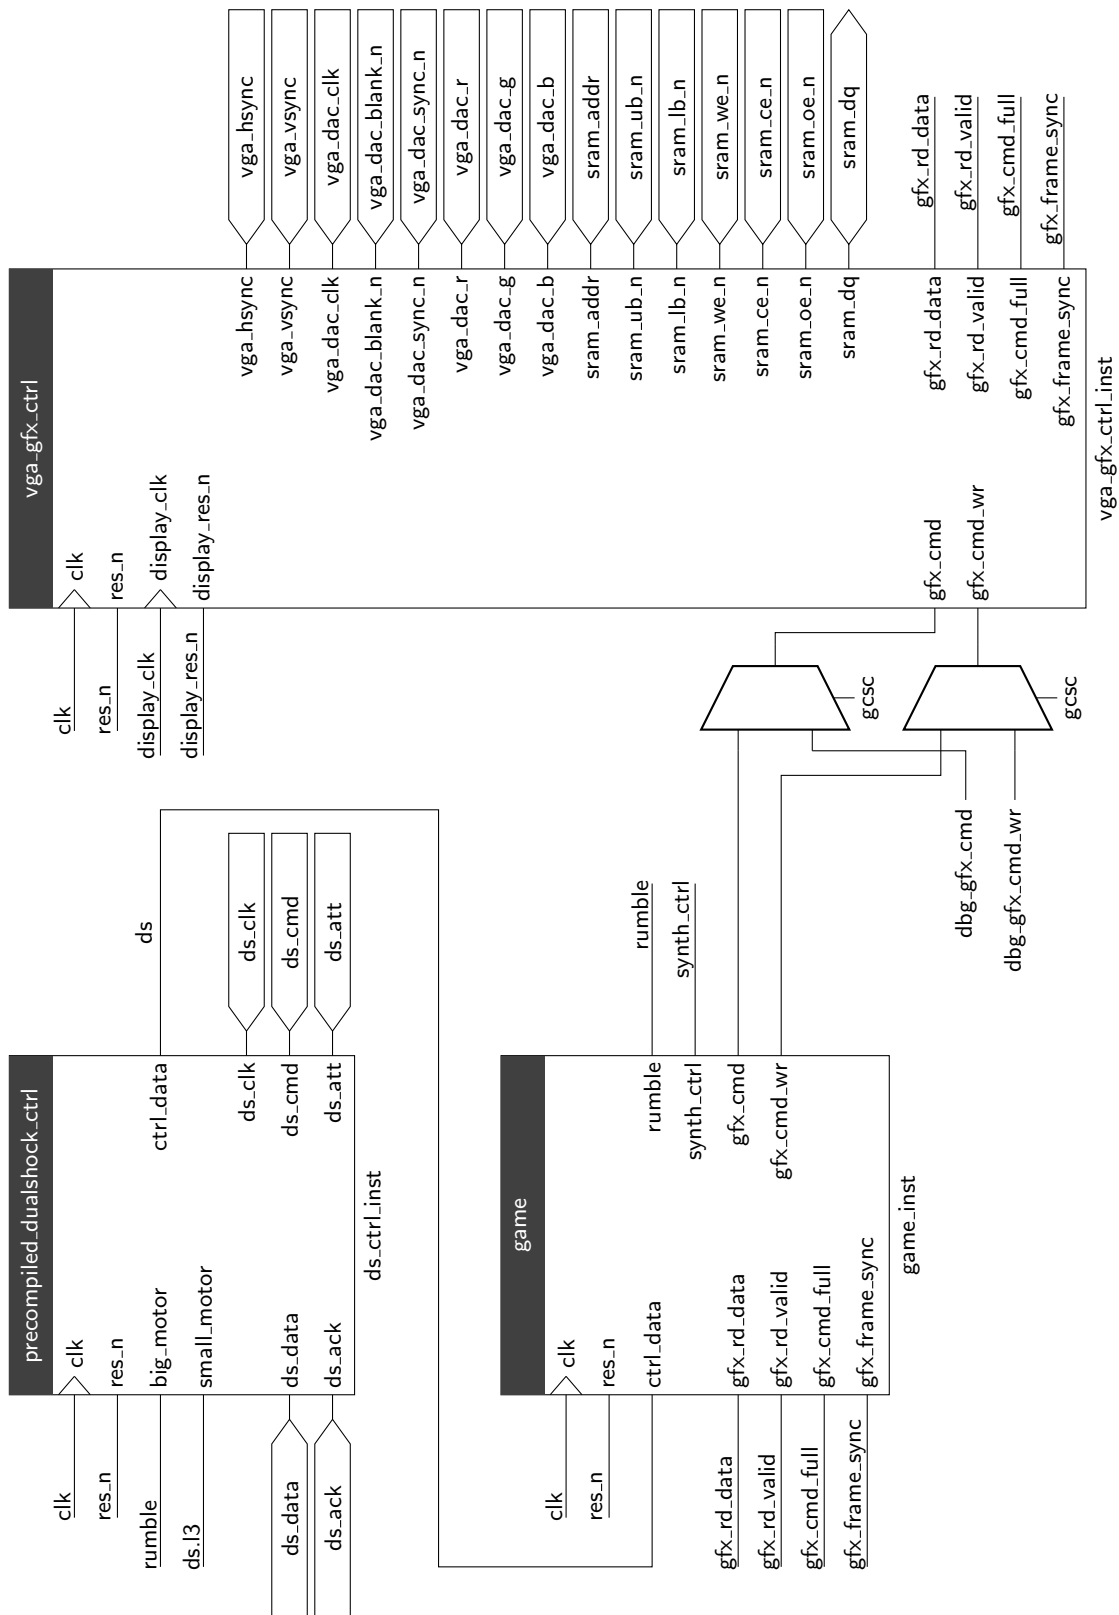 precompiled_dualshock_ctrl
clk
clk
res_n
res_n
rumble
big_motor
ds.l3
small_motor
ds_data
ds_data
ds_ack
ds_ack
ctrl_data
ds
ds_clk
ds_clk
ds_cmd
ds_cmd
ds_att
ds_att
ds_ctrl_inst
game
clk
clk
res_n
res_n
ctrl_data
gfx_rd_data
gfx_rd_data
gfx_rd_valid
gfx_rd_valid
gfx_cmd_full
gfx_cmd_full
gfx_frame_sync
gfx_frame_sync
rumble
rumble
synth_ctrl
synth_ctrl
gfx_cmd
gfx_cmd_wr
game_inst
dbg_gfx_cmd
dbg_gfx_cmd_wr
gcsc
gcsc
vga_gfx_ctrl
clk
clk
res_n
res_n
display_clk
display_clk
display_res_n
display_res_n
gfx_cmd
gfx_cmd_wr
vga_hsync
vga_hsync
vga_vsync
vga_vsync
vga_dac_clk
vga_dac_clk
vga_dac_blank_n
vga_dac_blank_n
vga_dac_sync_n
vga_dac_sync_n
vga_dac_r
vga_dac_r
vga_dac_g
vga_dac_g
vga_dac_b
vga_dac_b
sram_addr
sram_addr
sram_ub_n
sram_ub_n
sram_lb_n
sram_lb_n
sram_we_n
sram_we_n
sram_ce_n
sram_ce_n
sram_oe_n
sram_oe_n
sram_dq
sram_dq
gfx_rd_data
gfx_rd_data
gfx_rd_valid
gfx_rd_valid
gfx_cmd_full
gfx_cmd_full
gfx_frame_sync
gfx_frame_sync
vga_gfx_ctrl_inst